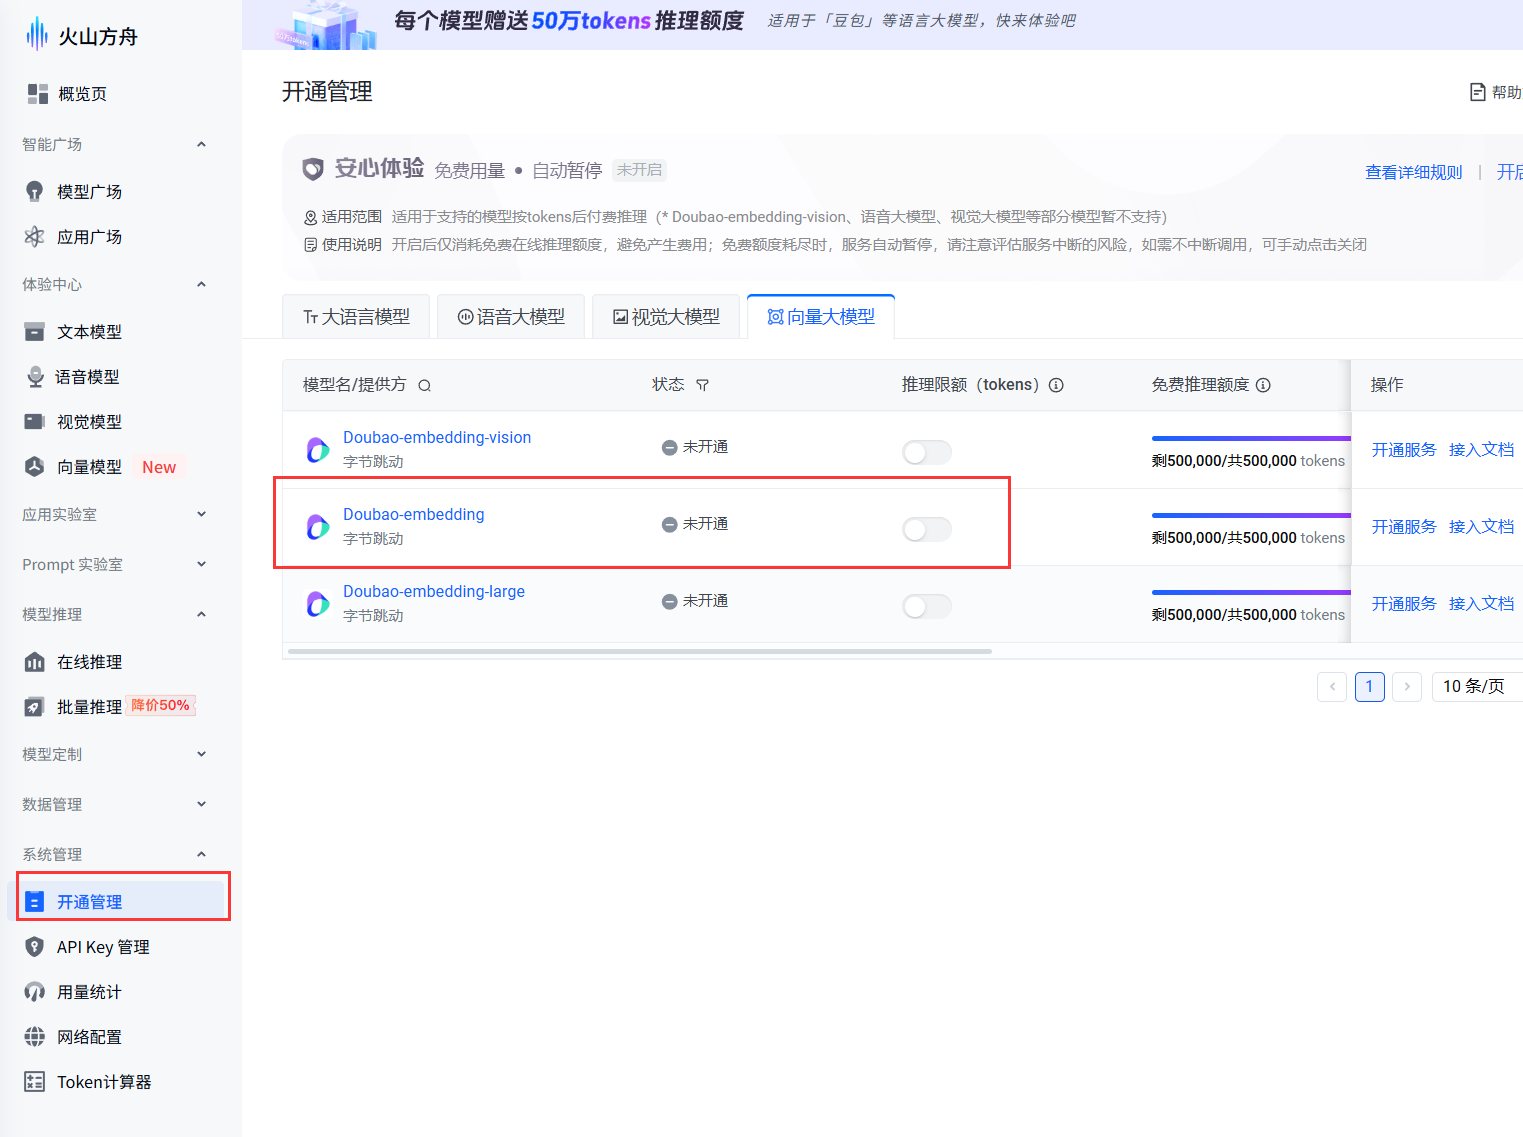 火山方舟
概览页
智能广场
模型广场
应用广场
体验中心
文本模型
语音模型
视觉模型
向量模型 New
应用实验室
Prompt 实验室
模型推理
在线推理
批量推理 降价50%
模型定制
数据管理
系统管理
开通管理
API Key 管理
用量统计
网络配置
Token计算器
每个模型赠送50万tokens推理额度 适用于「豆包」等语言大模型，快来体验吧
开通管理
帮助
安心体验 免费用量 • 自动暂停 未开启
查看详细规则 | 开启
适用范围 适用于支持的模型按tokens后付费推理（* Doubao-embedding-vision、语音大模型、视觉大模型等部分模型暂不支持）
使用说明 开启后仅消耗免费在线推理额度，避免产生费用；免费额度耗尽时，服务自动暂停，请注意评估服务中断的风险，如需不中断调用，可手动点击关闭
大语言模型 语音大模型 视觉大模型 向量大模型
模型名/提供方 状态 推理限额（tokens） 免费推理额度 操作
Doubao-embedding-vision
字节跳动
未开通
剩500,000/共500,000 tokens
开通服务 接入文档
Doubao-embedding
字节跳动
未开通
剩500,000/共500,000 tokens
开通服务 接入文档
Doubao-embedding-large
字节跳动
未开通
剩500,000/共500,000 tokens
开通服务 接入文档
1
10 条/页